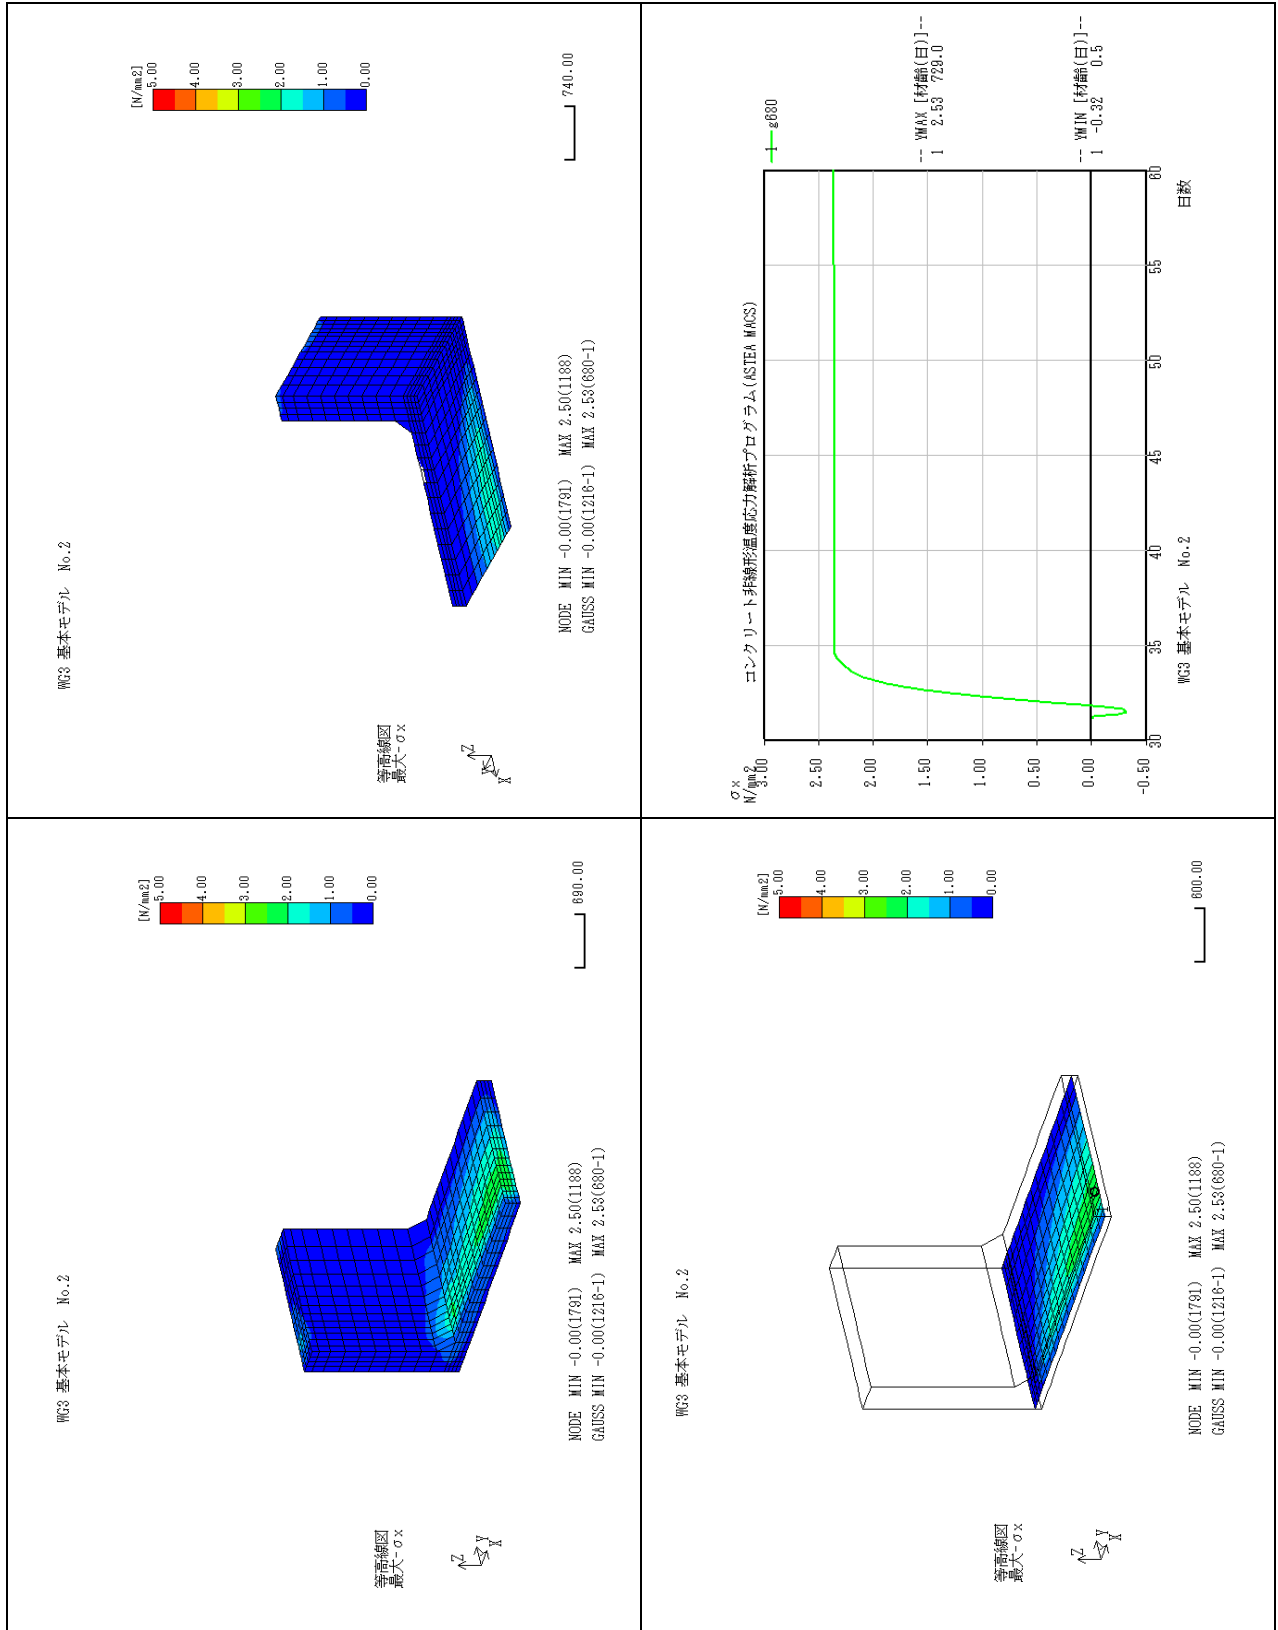 WG3 基本モデル No.2
[N/mm2]
5.00
4.00
3.00
2.00
1.00
0.00
等高線図
最大-σx
Z
Y
X
690.00
NODE MIN -0.00(1791) MAX 2.50(1188)
GAUSS MIN -0.00(1216-1) MAX 2.53(680-1)
WG3 基本モデル No.2
[N/mm2]
5.00
4.00
3.00
2.00
1.00
0.00
等高線図
最大-σx
Z
Y
X
740.00
NODE MIN -0.00(1791) MAX 2.50(1188)
GAUSS MIN -0.00(1216-1) MAX 2.53(680-1)
WG3 基本モデル No.2
[N/mm2]
5.00
4.00
3.00
2.00
1.00
0.00
等高線図
最大-σx
Z
Y
X
600.00
NODE MIN -0.00(1791) MAX 2.50(1188)
GAUSS MIN -0.00(1216-1) MAX 2.53(680-1)
コンクリート非線形温度応力解析プログラム(ASTEA MACS)
σx
N/mm2
3.00
2.50
2.00
1.50
1.00
0.50
0.00
-0.50
30 35 40 45 50 55 60
日数
WG3 基本モデル No.2
1 g680
-- YMAX [材齢(日)]--
1 2.53 729.0
-- YMIN [材齢(日)]--
1 -0.32 0.5